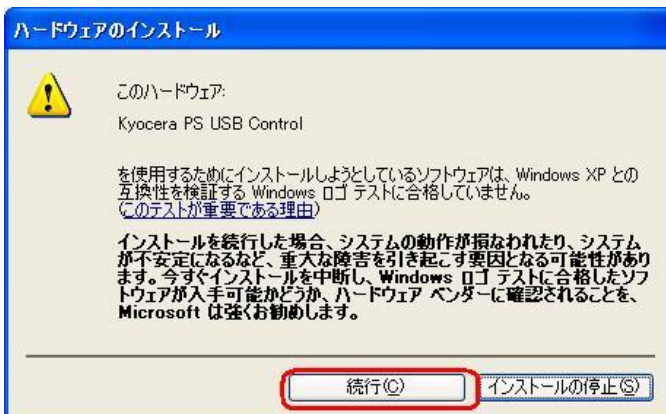 ハードウェアのインストール
このハードウェア:
Kyocera PS USB Control
を使用するためにインストールしようとしているソフトウェアは、Windows XP との
互換性を検証する Windows ロゴ テストに合格していません。
(このテストが重要である理由)
インストールを続行した場合、システムの動作が損なわれたり、システム
が不安定になるなど、重大な障害を引き起こす要因となる可能性があり
ます。今すぐインストールを中断し、Windows ロゴ テストに合格したソフ
トウェアが入手可能かどうか、ハードウェア ベンダーに確認されることを、
Microsoft は強くお勧めします。
続行(C) インストールの停止(S)